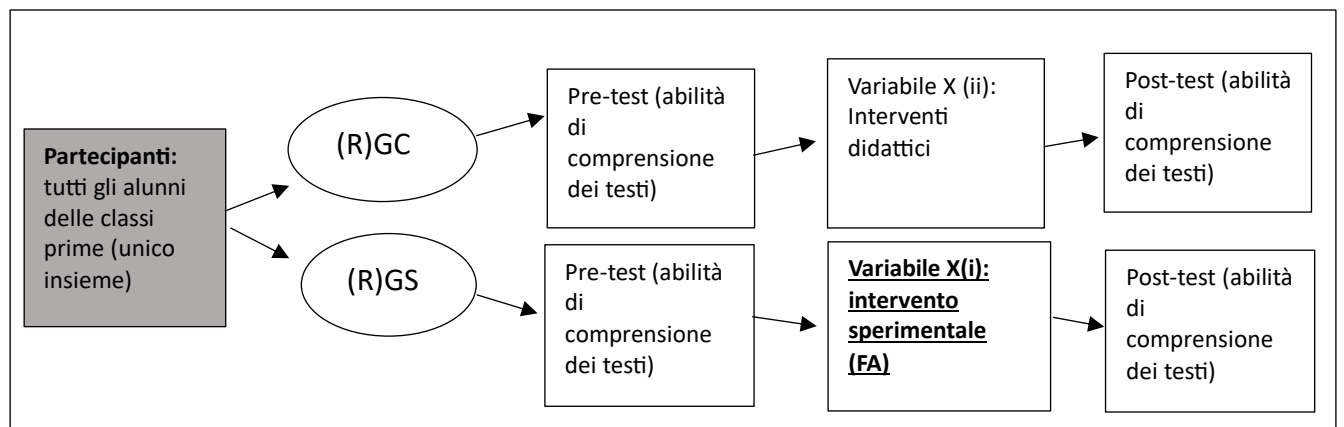 Partecipanti:
tutti gli alunni
delle classi
prime (unico
insieme)
(R)GC
Pre-test (abilità
di
comprensione
dei testi)
Variabile X (ii):
Interventi
didattici
Post-test (abilità
di
comprensione
dei testi)
(R)GS
Pre-test (abilità
di
comprensione
dei testi)
Variabile X(i):
intervento
sperimentale
(FA)
Post-test (abilità
di
comprensione
dei testi)